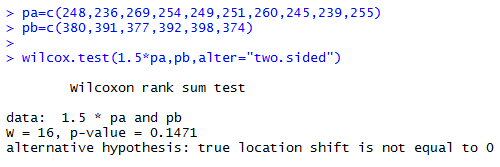 > pa=c(248,236,269,254,249,251,260,245,239,255)
> pb=c(380,391,377,392,398,374)
>
> wilcox.test(1.5*pa,pb,alter="two.sided")
Wilcoxon rank sum test
data:  1.5 * pa and pb
W = 16, p-value = 0.1471
alternative hypothesis: true location shift is not equal to 0